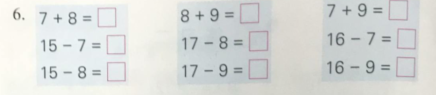 6. 7 + 8 = □ 8 + 9 = □ 7 + 9 = □
15 − 7 = □ 17 − 8 = □ 16 − 7 = □
15 − 8 = □ 17 − 9 = □ 16 − 9 = □